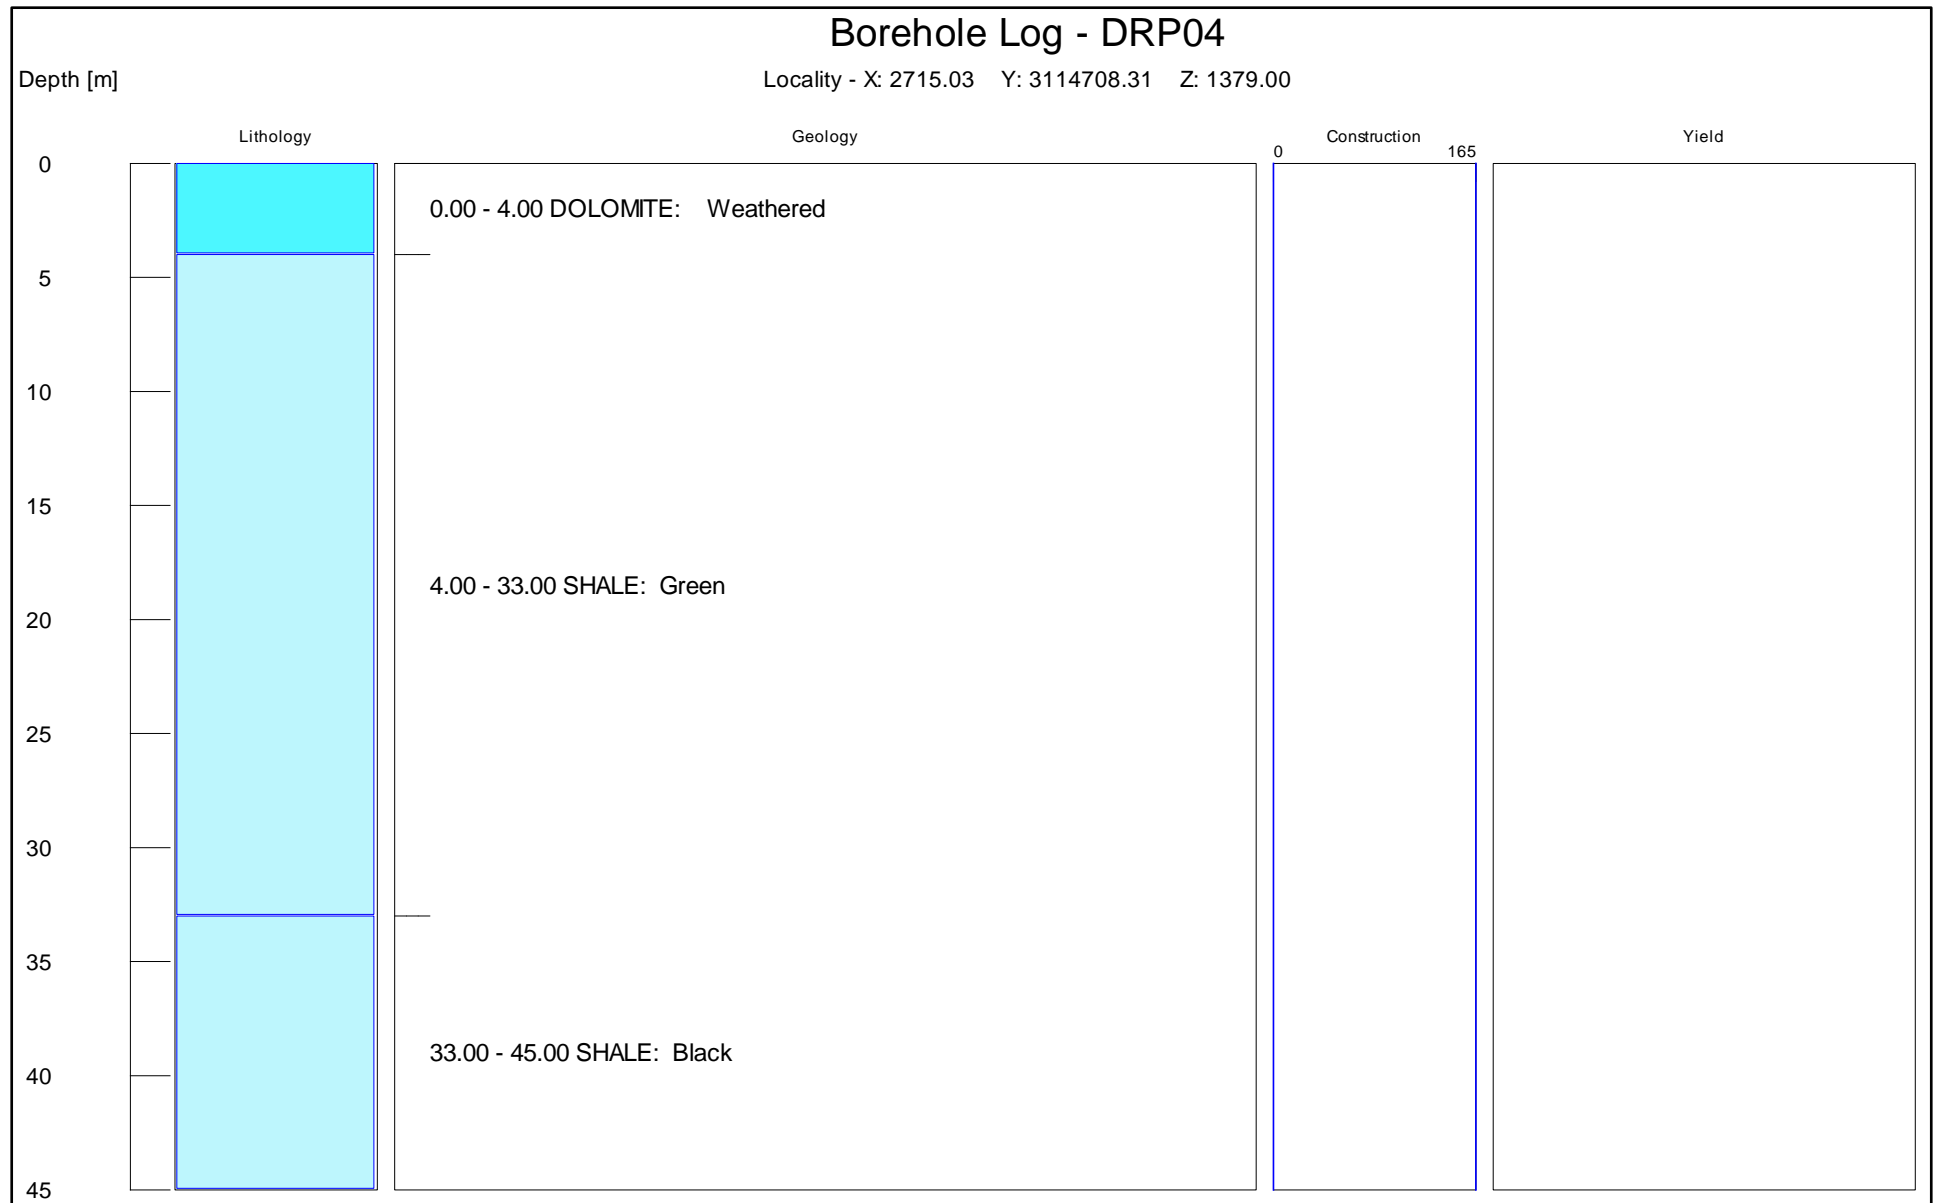 Borehole Log - DRP04
Depth [m]
Locality - X: 2715.03 Y: 3114708.31 Z: 1379.00
Lithology
Geology
Construction
Yield
0 165
0
0.00 - 4.00 DOLOMITE: Weathered
5
10
15
4.00 - 33.00 SHALE: Green
20
25
30
35
33.00 - 45.00 SHALE: Black
40
45